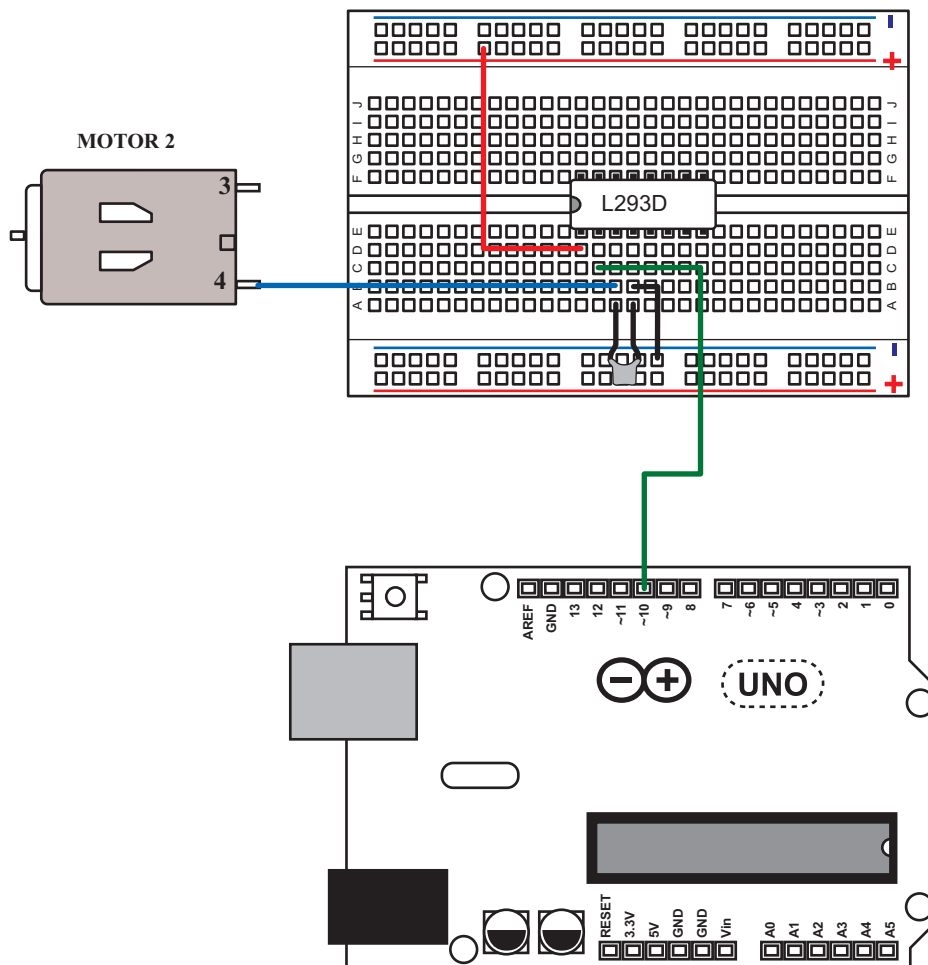 -
+
J J
I I
H H
G G
F F
MOTOR 2
3
L293D
E E
D D
C C
4
B B
A A
-
+
AREF GND 13 12 ~11 ~10 ~9 8 7 ~6 ~5 4 ~3 2 1 0
- + UNO
RESET 3.3V 5V GND GND Vin A0 A1 A2 A3 A4 A5